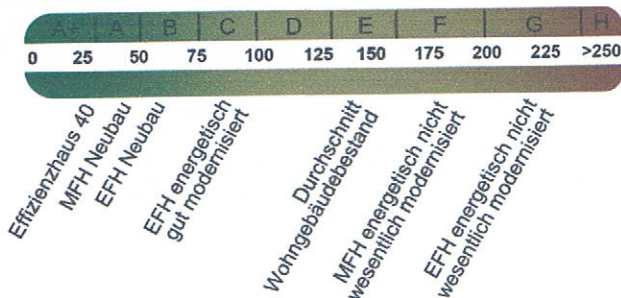 A+ A B C D E F G H
0 25 50 75 100 125 150 175 200 225 >250
Effizienzhaus 40
MFH Neubau
EFH Neubau
EFH energetisch
gut modernisiert
Durchschnitt
Wohngebäudebestand
MFH energetisch nicht
wesentlich modernisiert
EFH energetisch nicht
wesentlich modernisiert